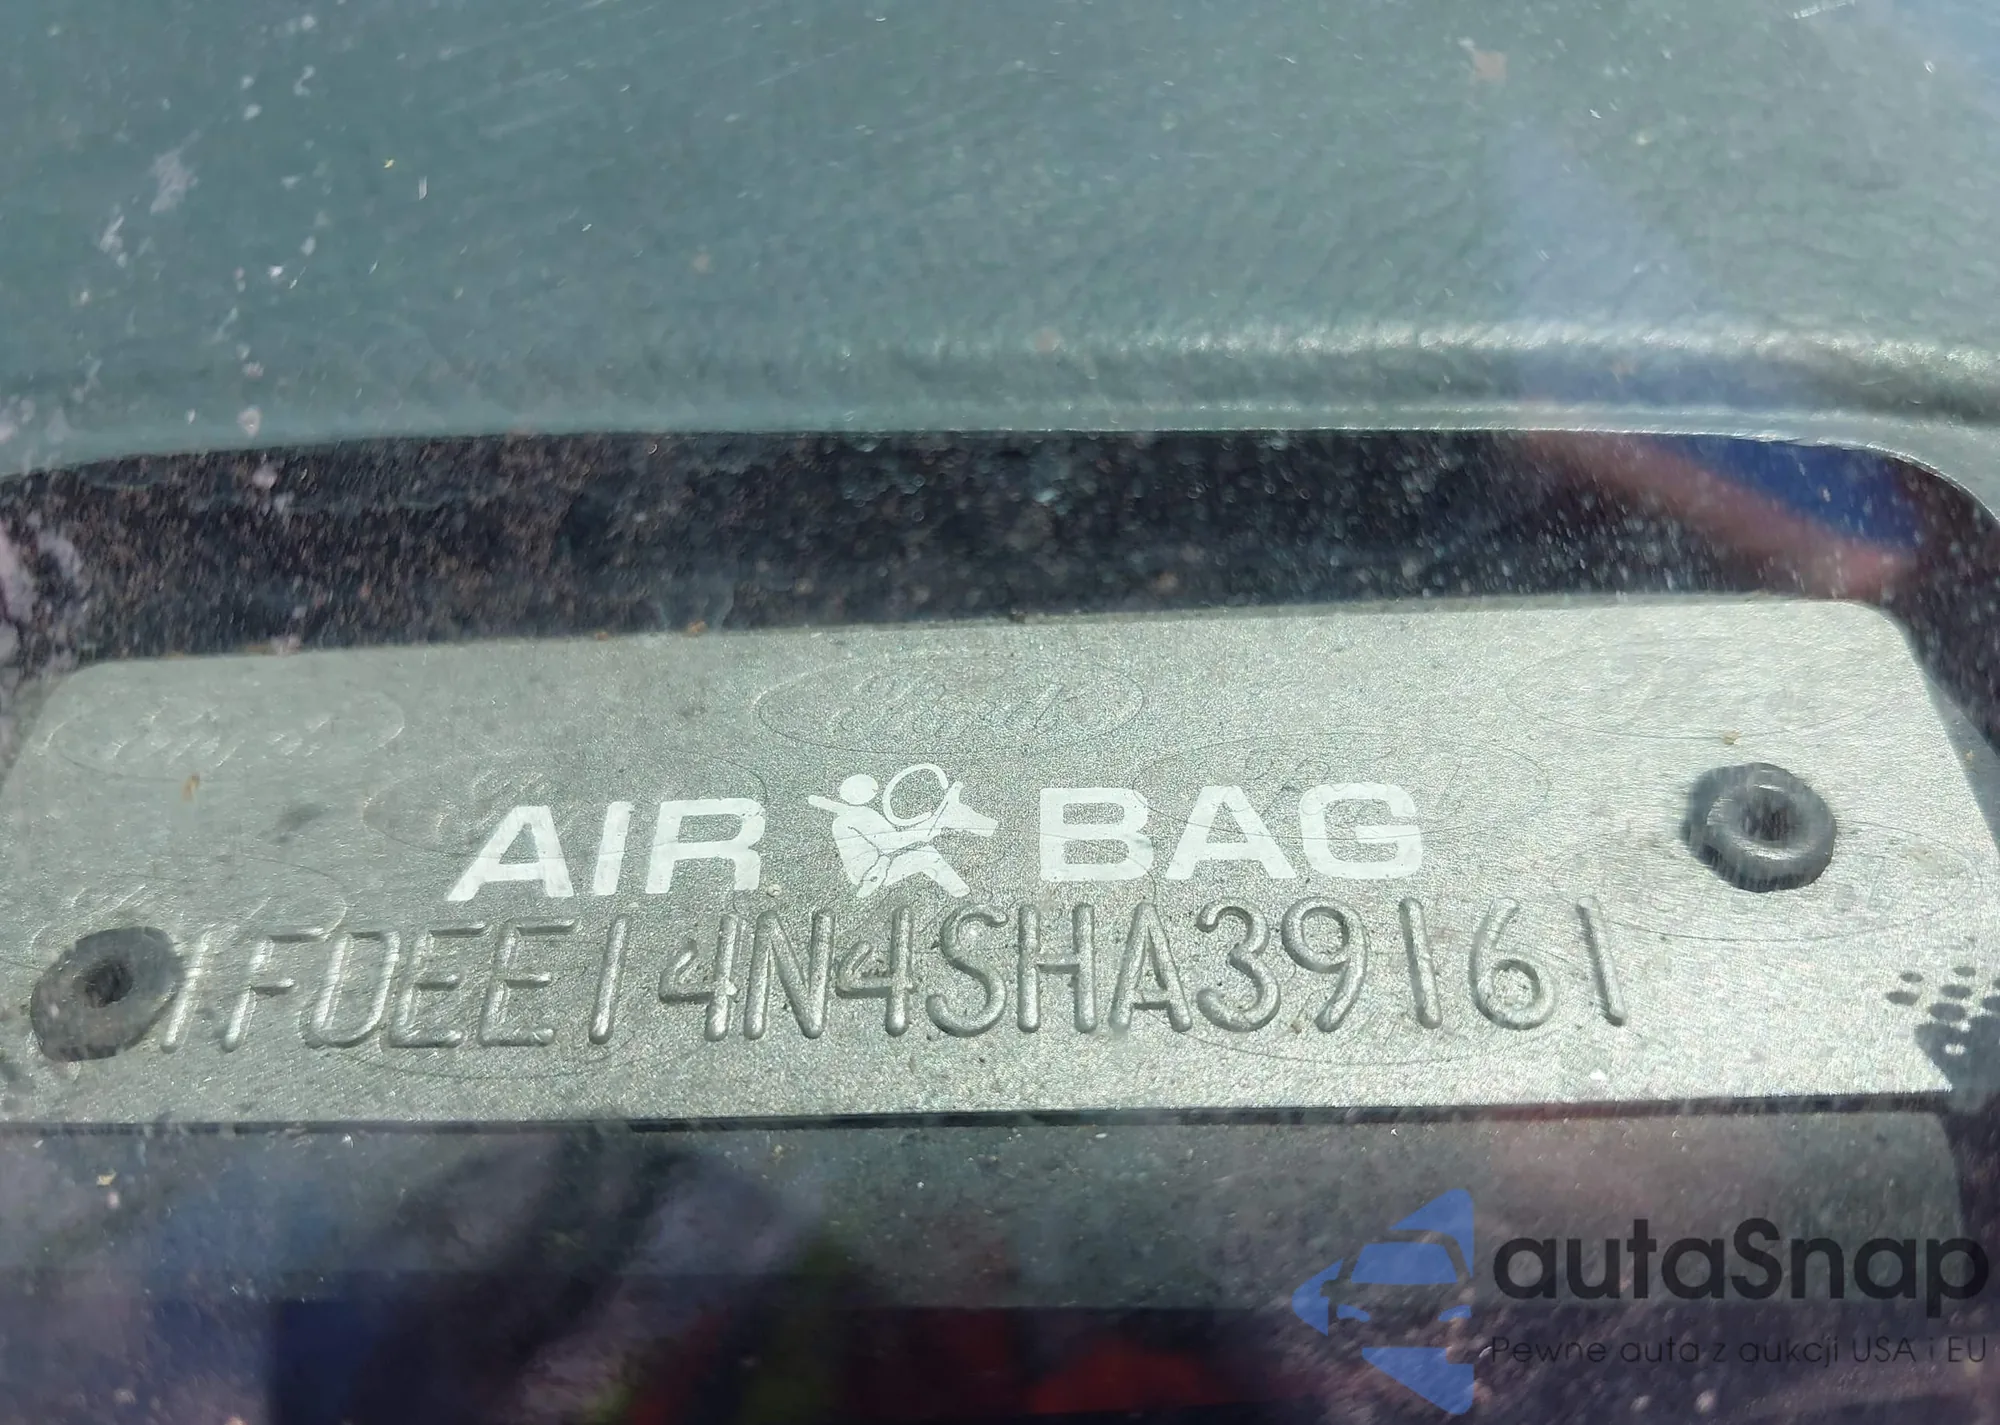 AIR BAG
1FDEE14N4SHA39161
autaSnap
Pewne auta z aukcji USA i EU